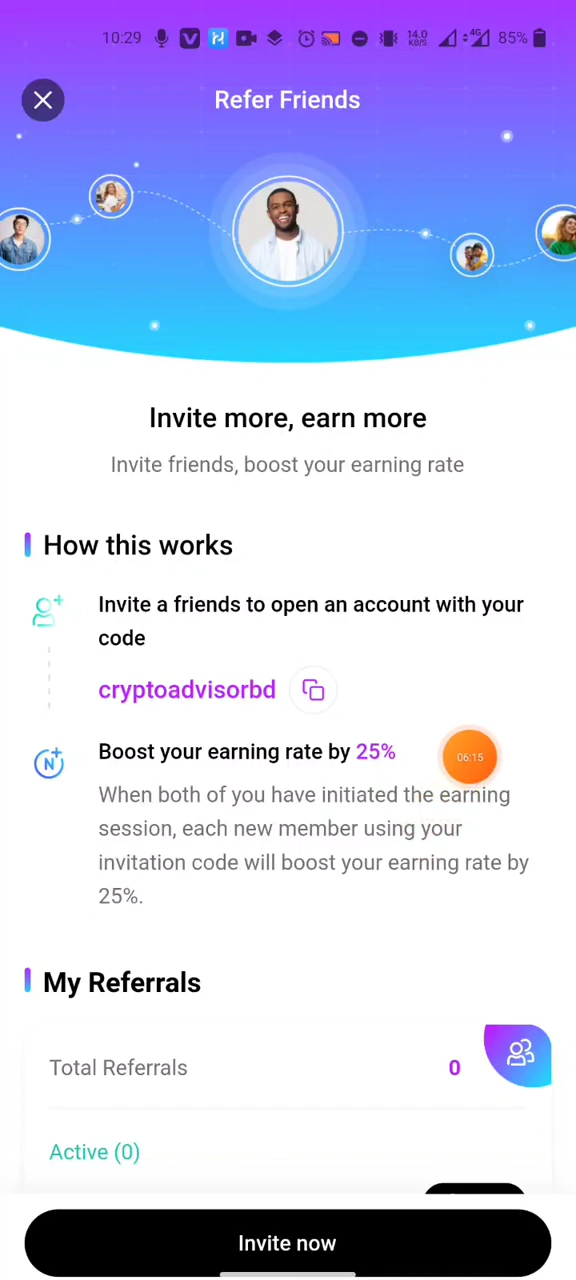 10:29 14.0 KB/S 4G 85%
Refer Friends
Invite more, earn more
Invite friends, boost your earning rate
How this works
Invite a friends to open an account with your
code
cryptoadvisorbd
Boost your earning rate by 25%
06:15
When both of you have initiated the earning
session, each new member using your
invitation code will boost your earning rate by
25%.
My Referrals
Total Referrals 0
Active (0)
Invite now